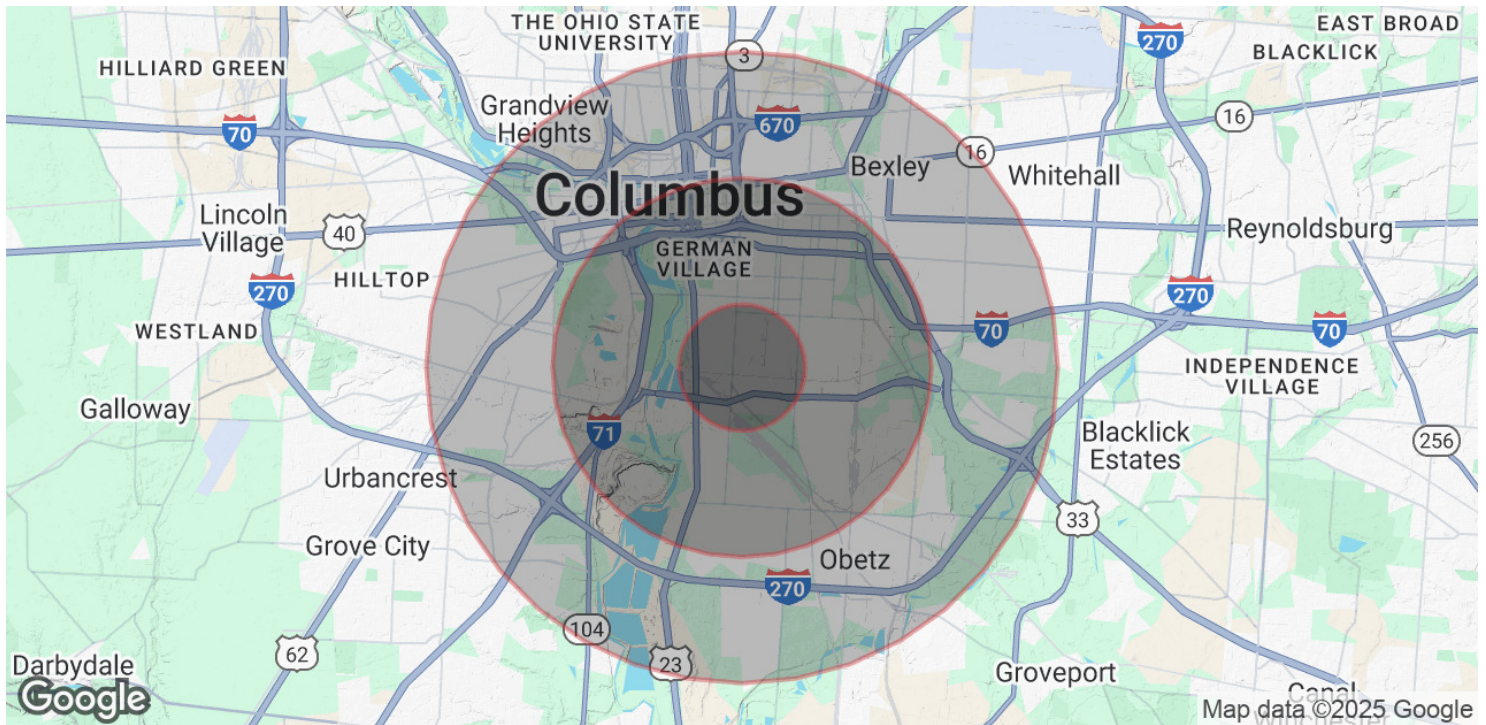 THE OHIO STATE
UNIVERSITY
3
270
EAST BROAD
BLACKLICK
HILLIARD GREEN
Grandview
Heights
70
670
16
Bexley
16
Whitehall
Columbus
Lincoln
Village
40
Reynoldsburg
GERMAN
VILLAGE
HILLTOP
270
270
WESTLAND
70
70
INDEPENDENCE
VILLAGE
Galloway
71
Blacklick
Estates
256
Urbancrest
33
Grove City
Obetz
270
104
62
23
Darbydale
Groveport
Canal
Winchester
Google
Map data ©2025 Google